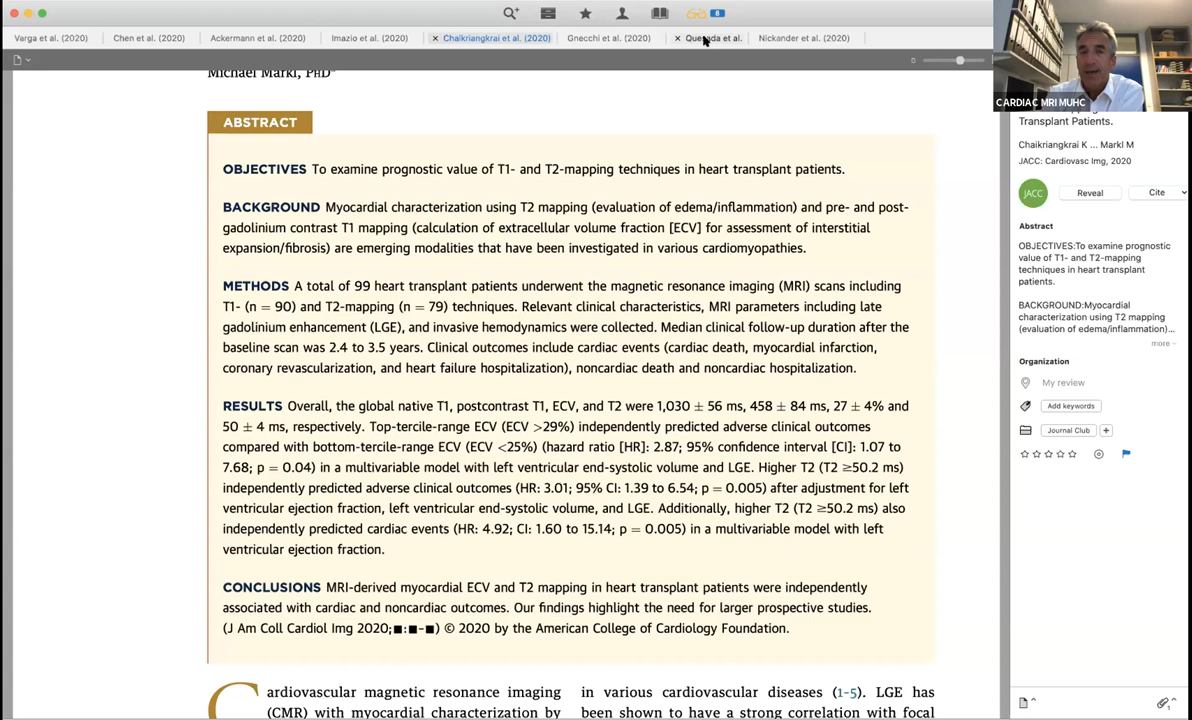 8
Varga et al. (2020)
Chen et al. (2020)
Ackermann et al. (2020)
Imazio et al. (2020)
Chaikriangkrai et al. (2020)
Gnecchi et al. (2020)
et al.
Nickander et al. (2020)
CARDIAC MRI MUHC
Michael Markl, PHD
ABSTRACT
OBJECTIVES To examine prognostic value of T1- and T2-mapping techniques in heart transplant patients.
BACKGROUND Myocardial characterization using T2 mapping (evaluation of edema/inflammation) and pre- and post-
gadolinium contrast T1 mapping (calculation of extracellular volume fraction [ECV] for assessment of interstitial
expansion/fibrosis) are emerging modalities that have been investigated in various cardiomyopathies.
METHODS A total of 99 heart transplant patients underwent the magnetic resonance imaging (MRI) scans including
T1- (n = 90) and T2-mapping (n = 79) techniques. Relevant clinical characteristics, MRI parameters including late
gadolinium enhancement (LGE), and invasive hemodynamics were collected. Median clinical follow-up duration after the
baseline scan was 2.4 to 3.5 years. Clinical outcomes include cardiac events (cardiac death, myocardial infarction,
coronary revascularization, and heart failure hospitalization), noncardiac death and noncardiac hospitalization.
RESULTS Overall, the global native T1, postcontrast T1, ECV, and T2 were 1,030 ± 56 ms, 458 ± 84 ms, 27 ± 4% and
50 ± 4 ms, respectively. Top-tercile-range ECV (ECV >29%) independently predicted adverse clinical outcomes
compared with bottom-tercile-range ECV (ECV <25%) (hazard ratio [HR]: 2.87; 95% confidence interval [CI]: 1.07 to
7.68; p = 0.04) in a multivariable model with left ventricular end-systolic volume and LGE. Higher T2 (T2 ≥50.2 ms)
independently predicted adverse clinical outcomes (HR: 3.01; 95% CI: 1.39 to 6.54; p = 0.005) after adjustment for left
ventricular ejection fraction, left ventricular end-systolic volume, and LGE. Additionally, higher T2 (T2 ≥50.2 ms) also
independently predicted cardiac events (HR: 4.92; CI: 1.60 to 15.14; p = 0.005) in a multivariable model with left
ventricular ejection fraction.
CONCLUSIONS MRI-derived myocardial ECV and T2 mapping in heart transplant patients were independently
associated with cardiac and noncardiac outcomes. Our findings highlight the need for larger prospective studies.
(J Am Coll Cardiol Img 2020;■:■-■) © 2020 by the American College of Cardiology Foundation.
Cardiovascular magnetic resonance imaging
(CMR) with myocardial characterization by
in various cardiovascular diseases (1-5). LGE has
been shown to have a strong correlation with focal
Transplant Patients.
Chaikriangkrai K ... Markl M
JACC: Cardiovasc Img, 2020
JACC
Reveal
Cite
Abstract
OBJECTIVES:To examine prognostic
value of T1- and T2-mapping
techniques in heart transplant
patients.
BACKGROUND:Myocardial
characterization using T2 mapping
(evaluation of edema/inflammation)...
more
Organization
My review
Add keywords
Journal Club
+